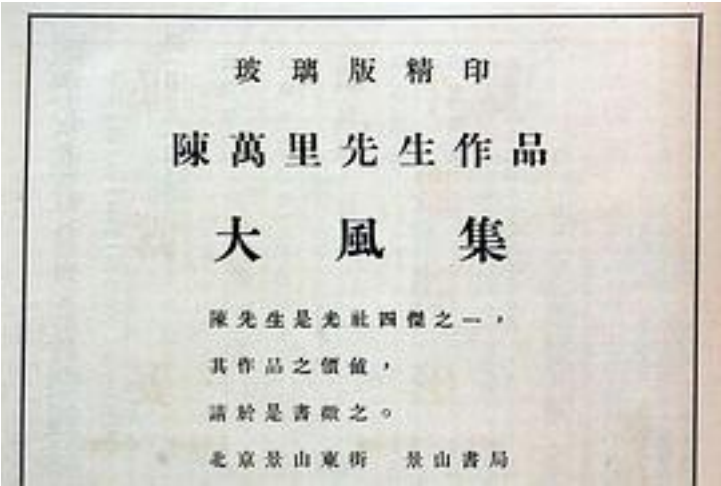 玻璃版精印
陳萬里先生作品
大風集
陳先生是光社四傑之一，
其作品之價値，
請於是書徵之。
北京景山東街　景山書局